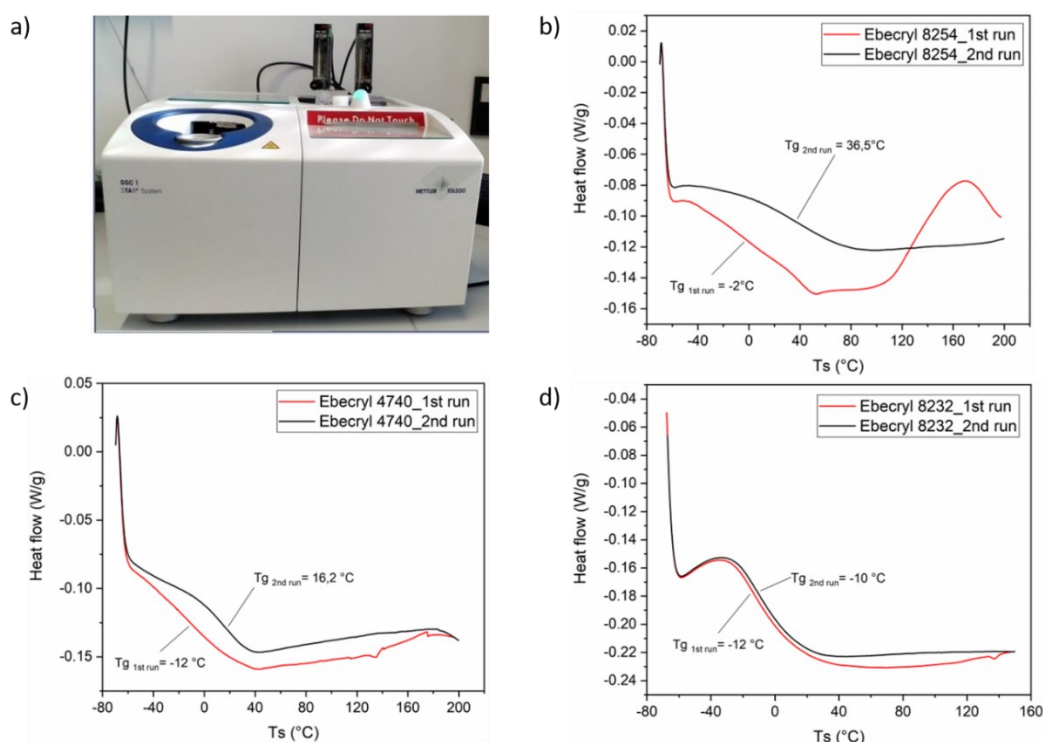 a)
Please Do Not Touch
DSC 1
STARe System
METTLER TOLEDO
b)
Ebecryl 8254_1st run
Ebecryl 8254_2nd run
0.02
0.00
-0.02
-0.04
-0.06
-0.08
-0.10
-0.12
-0.14
-0.16
Heat flow (W/g)
Tg 2nd run = 36,5°C
Tg 1st run = -2°C
-80 -40 0 40 80 120 160 200
Ts (°C)
c)
Ebecryl 4740_1st run
Ebecryl 4740_2nd run
0.05
0.00
-0.05
-0.10
-0.15
Heat flow (W/g)
Tg 2nd run = 16,2 °C
Tg 1st run = -12 °C
-80 -40 0 40 80 120 160 200
Ts (°C)
d)
Ebecryl 8232_1st run
Ebecryl 8232_2nd run
-0.04
-0.06
-0.08
-0.10
-0.12
-0.14
-0.16
-0.18
-0.20
-0.22
-0.24
Heat flow (W/g)
Tg 2nd run = -10 °C
Tg 1st run = -12 °C
-80 -40 0 40 80 120 160
Ts (°C)